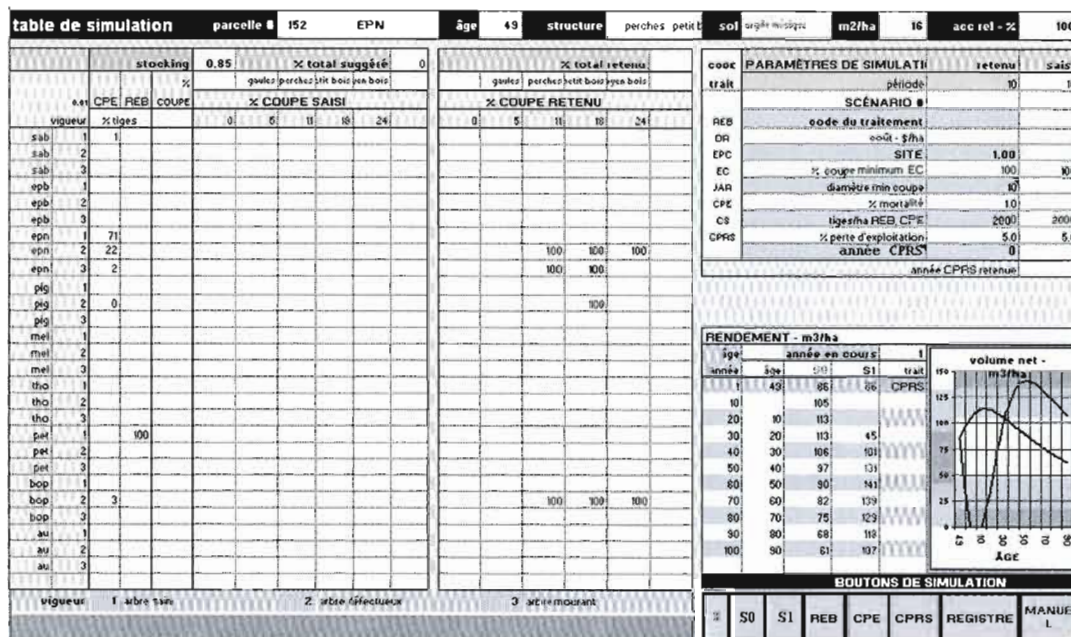 table de simulation parcelle # 152 EPN âge 49 structure perches petit b sol m2/ha 16 acc rel - % 100
stocking 0.85 % total suggéré 0
% total retenu
% gaules perches tit bois yen bois
gaules perches etit bois yen bois
0.01 CPE REB COUPE % COUPE SAISI
% COUPE RETENU
vigueur % tiges 0 5 11 18 24
0 5 11 18 24
sab 1 1
sab 2
sab 3
epb 1
epb 2
epb 3
epn 1 71
epn 2 22 100 100 100
epn 3 2 100 100
pig 1
pig 2 0 100
pig 3
mel 1
mel 2
mel 3
tho 1
tho 2
tho 3
pet 1 100
pet 2
pet 3
bop 1
bop 2 3 100 100 100
bop 3
au 1
au 2
au 3
vigueur 1 arbre sain 2 arbre défectueux 3 arbre mourant
CODE PARAMÈTRES DE SIMULATI retenu saisi
trait période 10 1
SCÉNARIO #
REB code du traitement
DR coût - $/ha
EPC SITE 1.00
EC % coupe minimum EC 100 100
JAR diamètre min coupe 10
CPE % mortalité 1.0
CS tiges/ha REB, CPE 2000 2000
CPRS % perte d'exploitation 5.0 5.
année CPRS 0
année CPRS retenue
RENDEMENT - m3/ha
âge année en cours 1
année âge S0 S1 trait
1 49 86 86 CPRS
10 105
20 10 113
30 20 113 45
40 30 106 101
50 40 97 131
60 50 90 141
70 60 82 139
80 70 75 129
90 80 68 118
100 90 61 107
volume net -
m3/ha
150
125
100
75
50
25
0
49 10 30 50 70 90
ÂGE
BOUTONS DE SIMULATION
S0 S1 REB CPE CPRS REGISTRE MANUE
L